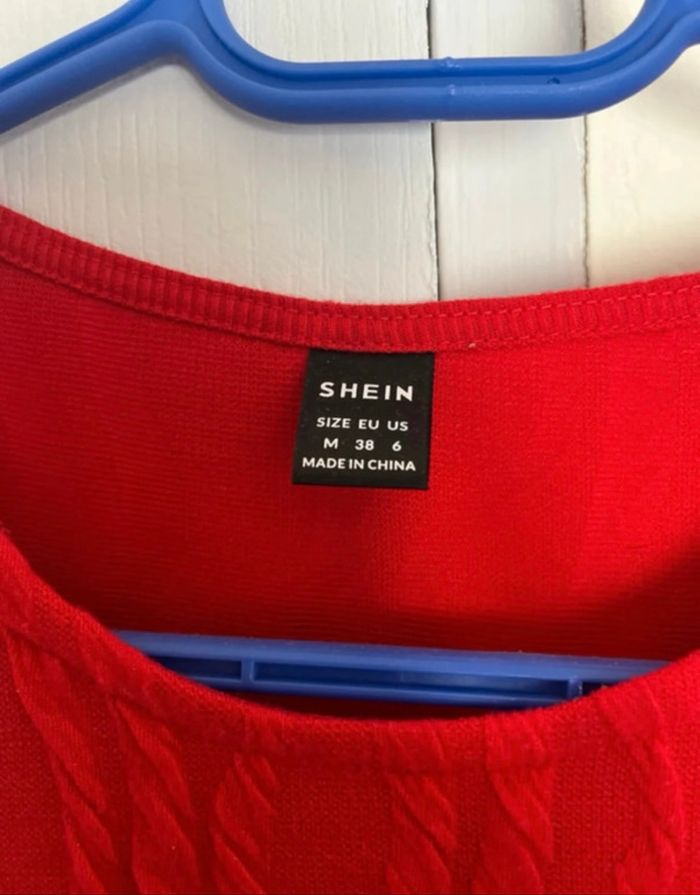 SHEIN
SIZE EU US
M 38 6
MADE IN CHINA